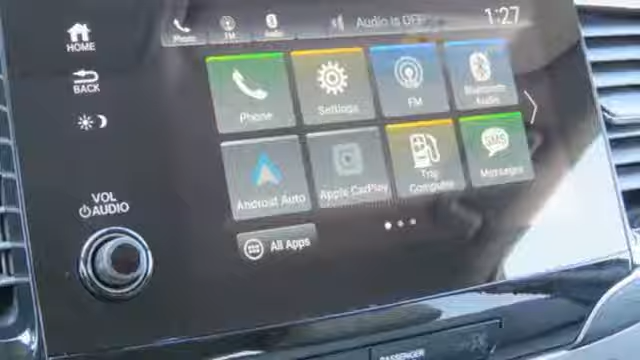 HOME
BACK
VOL
AUDIO
Phone FM Audio Audio is OFF 1:27
Phone Settings FM Bluetooth Audio
Android Auto Apple CarPlay Trip Computer SMS Messages
All Apps
PASSENGER